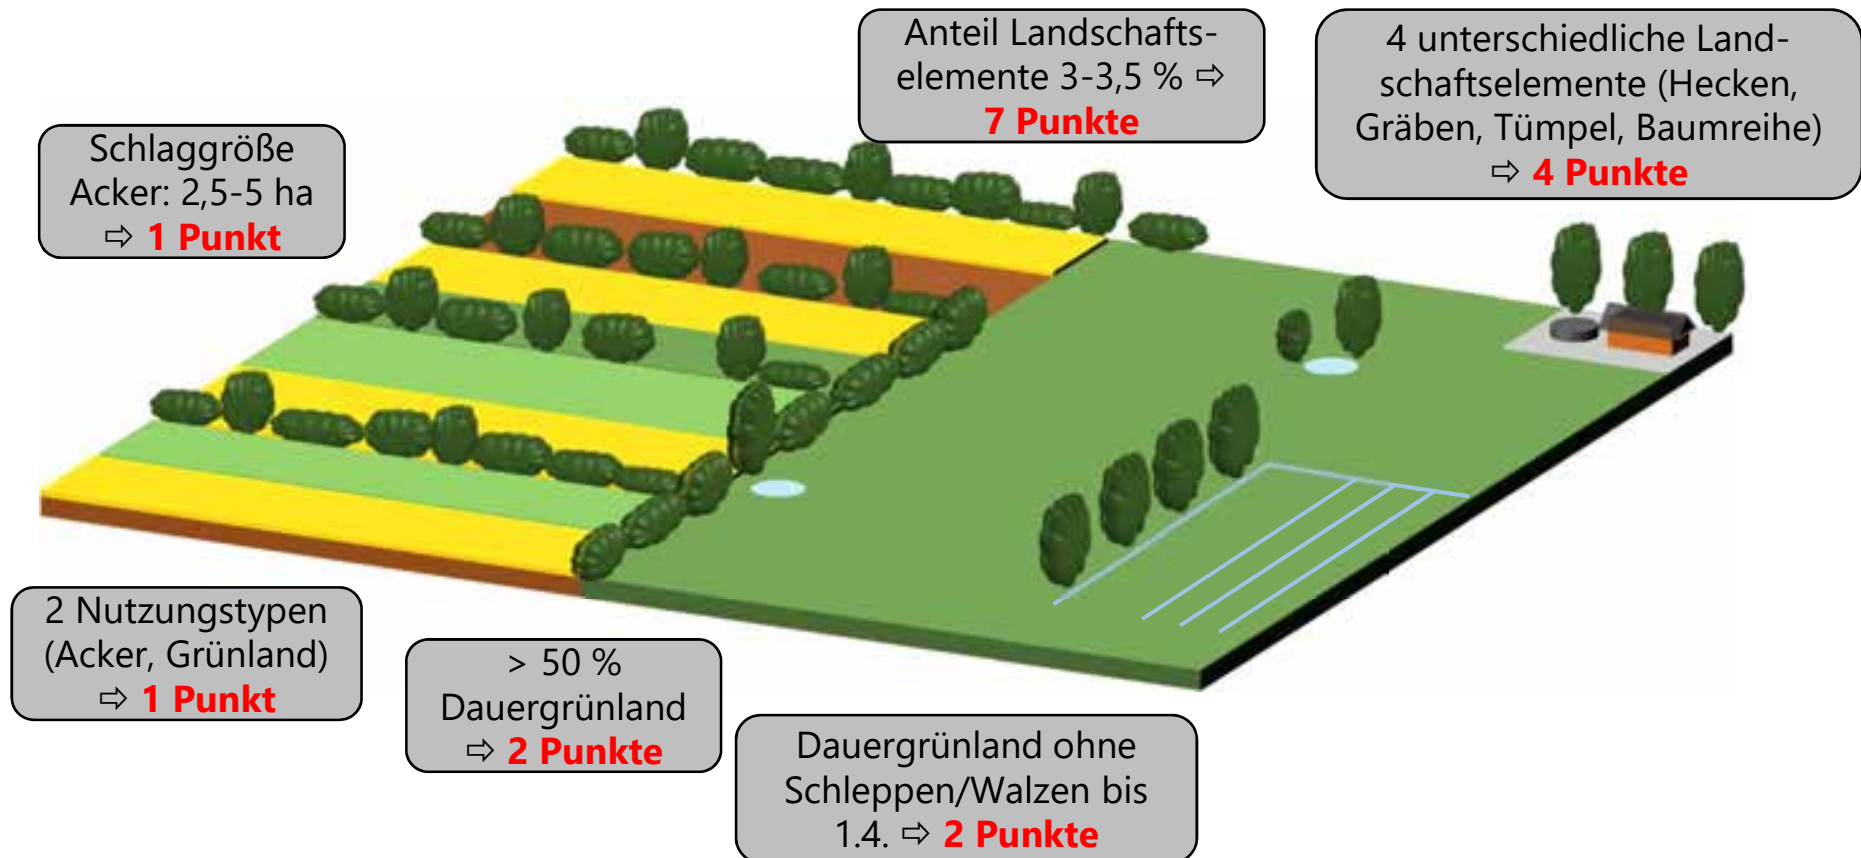 Anteil Landschafts-
elemente 3-3,5 % ⇨
7 Punkte
4 unterschiedliche Land-
schaftselemente (Hecken,
Gräben, Tümpel, Baumreihe)
⇨ 4 Punkte
Schlaggröße
Acker: 2,5-5 ha
⇨ 1 Punkt
2 Nutzungstypen
(Acker, Grünland)
⇨ 1 Punkt
> 50 %
Dauergrünland
⇨ 2 Punkte
Dauergrünland ohne
Schleppen/Walzen bis
1.4. ⇨ 2 Punkte